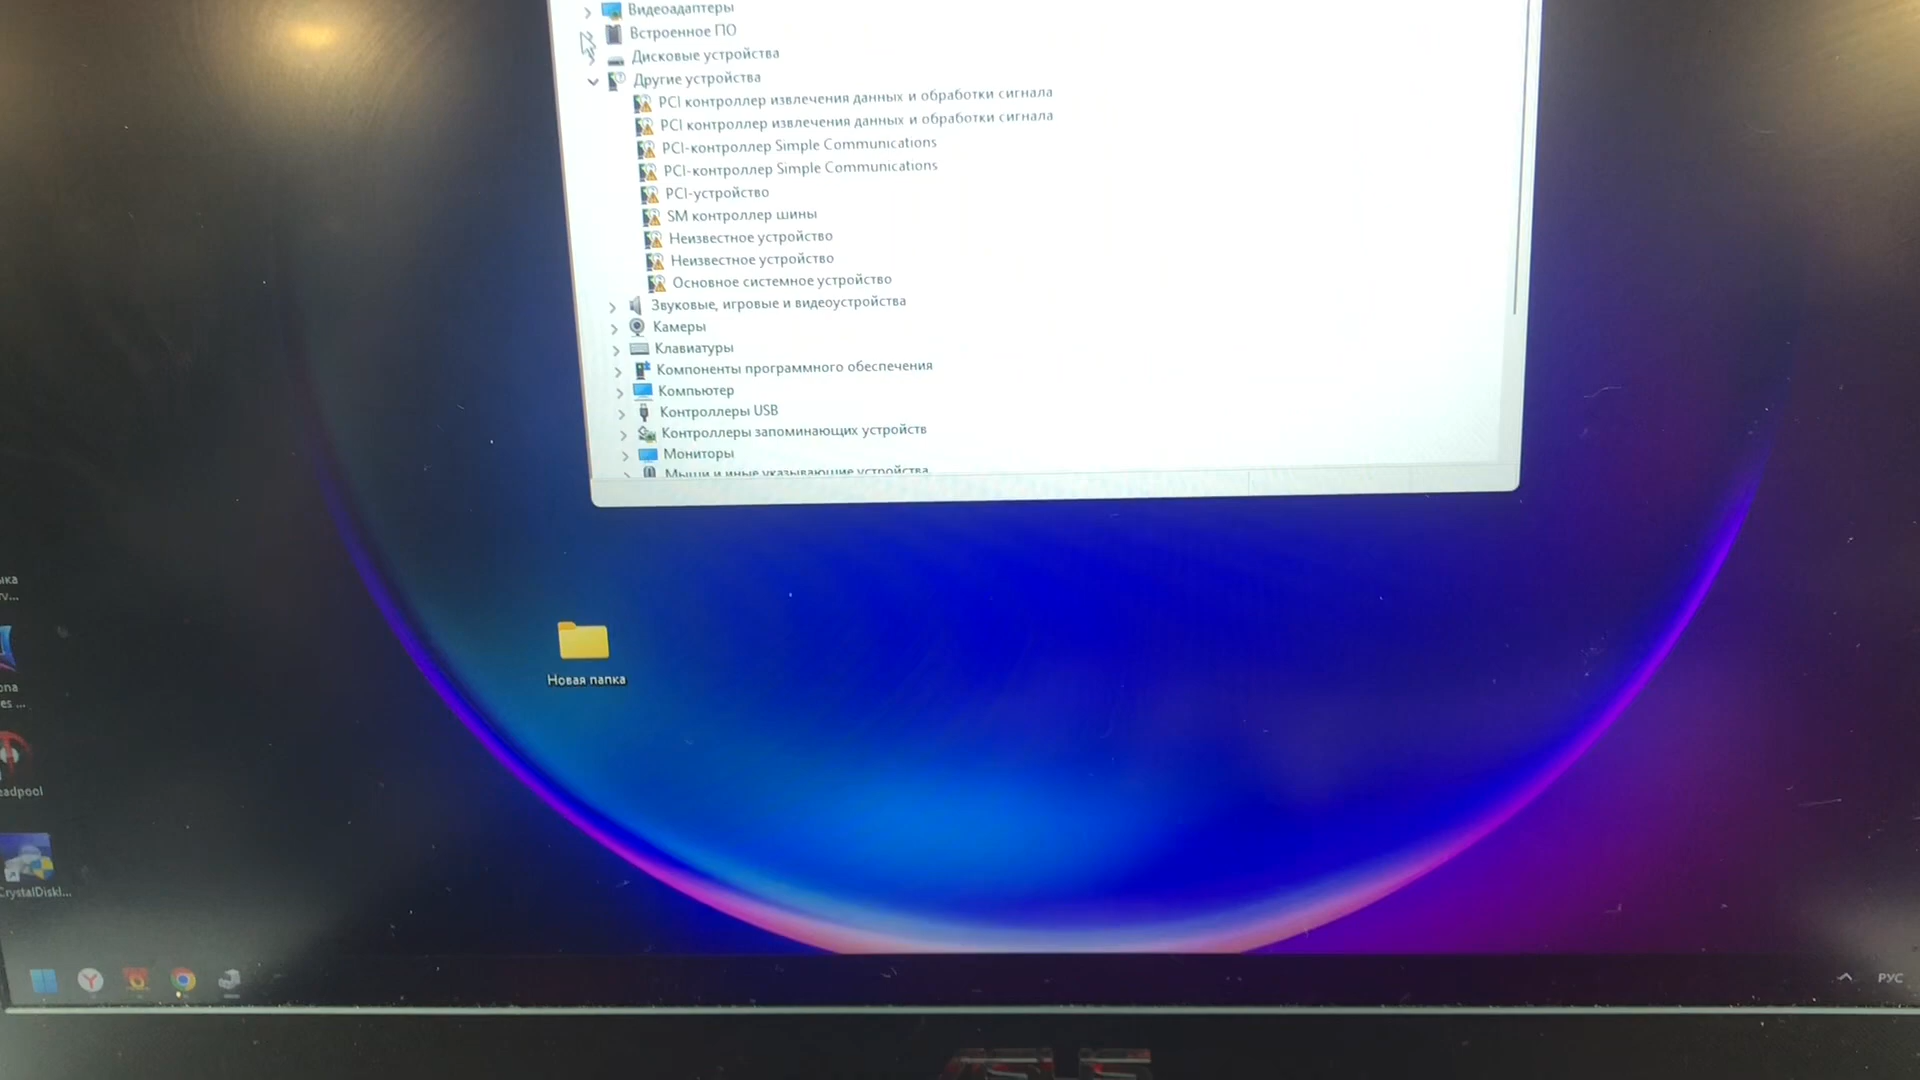 Видеоадаптеры
Встроенное ПО
Дисковые устройства
Другие устройства
PCI контроллер извлечения данных и обработки сигнала
PCI контроллер извлечения данных и обработки сигнала
PCI-контроллер Simple Communications
PCI-контроллер Simple Communications
PCI-устройство
SM контроллер шины
Неизвестное устройство
Неизвестное устройство
Основное системное устройство
Звуковые, игровые и видеоустройства
Камеры
Клавиатуры
Компоненты программного обеспечения
Компьютер
Контроллеры USB
Контроллеры запоминающих устройств
Мониторы
Мыши и иные указывающие устройства
Новая папка
CrystalDiskI...
РУС